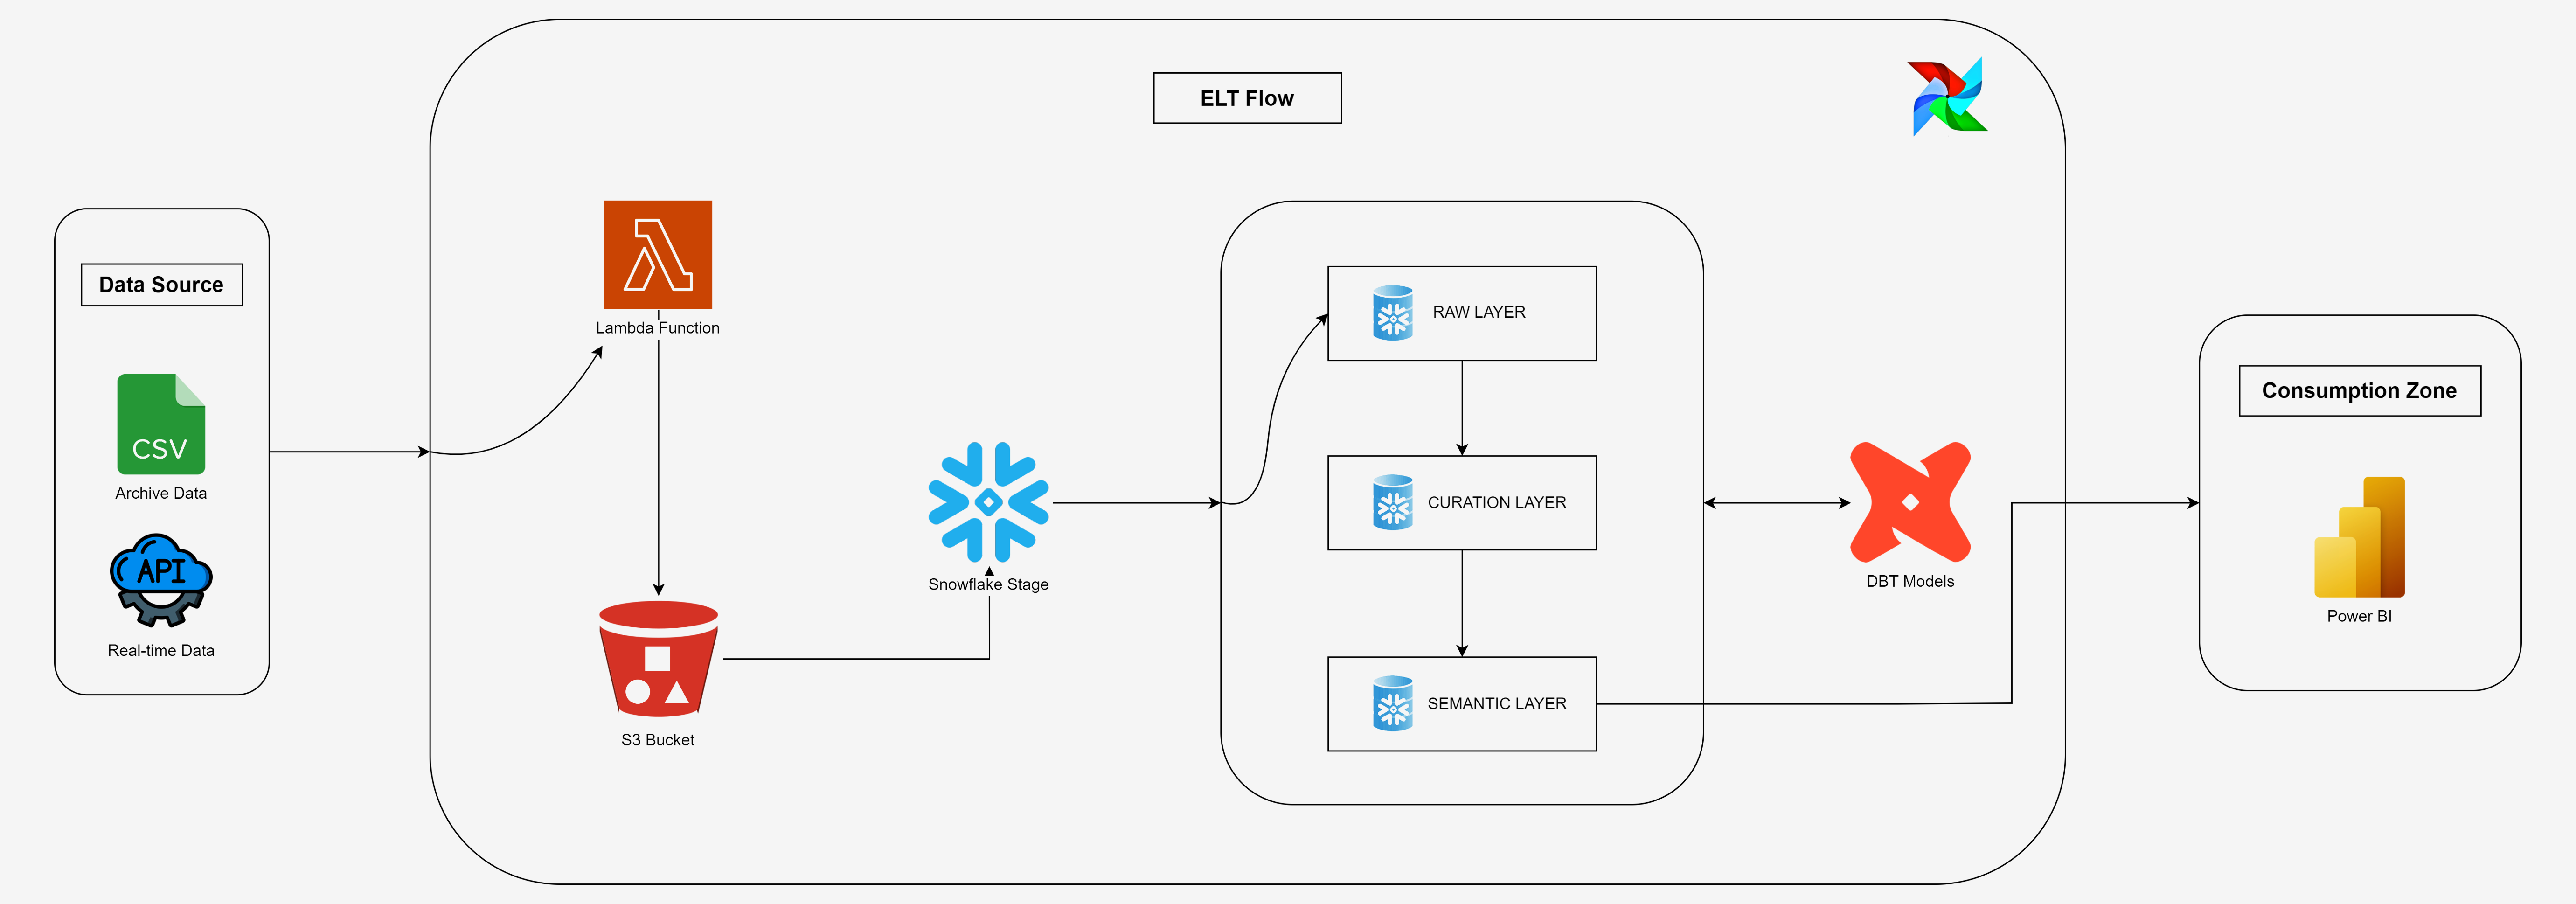 ELT Flow
Data Source
CSV
Archive Data
API
Real-time Data
Lambda Function
S3 Bucket
Snowflake Stage
RAW LAYER
CURATION LAYER
SEMANTIC LAYER
DBT Models
Consumption Zone
Power BI